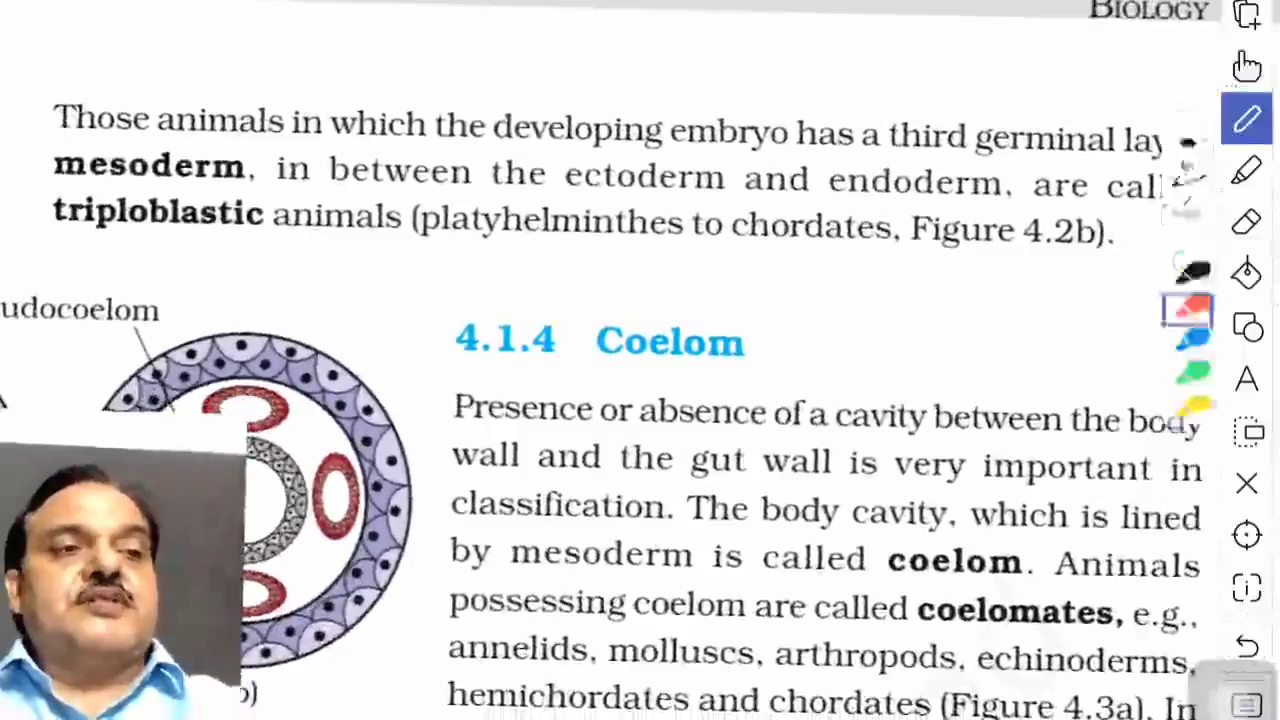 BIOLOGY
Those animals in which the developing embryo has a third germinal lay
mesoderm, in between the ectoderm and endoderm, are call
triploblastic animals (platyhelminthes to chordates, Figure 4.2b).
udocoelom
4.1.4 Coelom
Presence or absence of a cavity between the body
wall and the gut wall is very important in
classification. The body cavity, which is lined
by mesoderm is called coelom. Animals
possessing coelom are called coelomates, e.g.,
annelids, molluscs, arthropods, echinoderms,
hemichordates and chordates (Figure 4.3a). In
b)